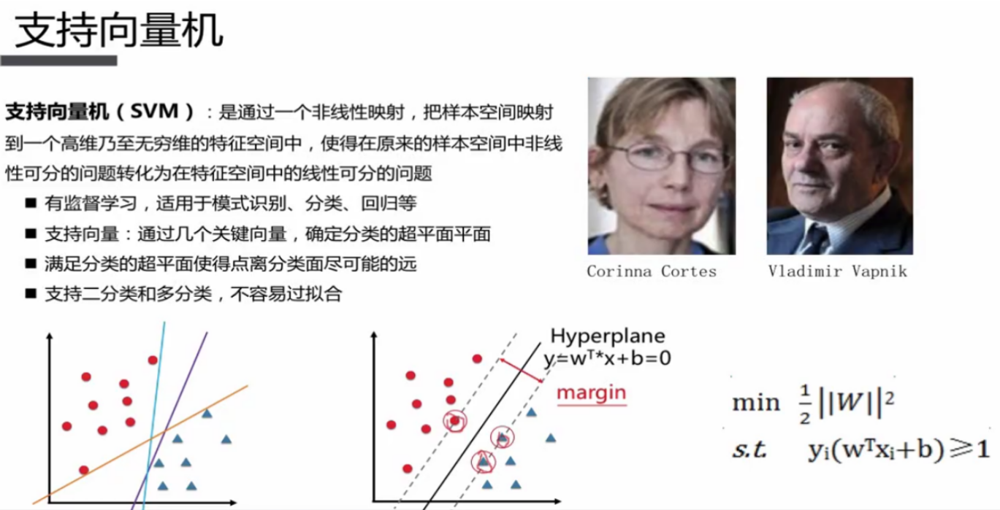 支持向量机
支持向量机（SVM）：是通过一个非线性映射，把样本空间映射
到一个高维乃至无穷维的特征空间中，使得在原来的样本空间中非线
性可分的问题转化为在特征空间中的线性可分的问题
■ 有监督学习，适用于模式识别、分类、回归等
■ 支持向量：通过几个关键向量，确定分类的超平面平面
■ 满足分类的超平面使得点离分类面尽可能的远
■ 支持二分类和多分类，不容易过拟合
Corinna Cortes
Vladimir Vapnik
Hyperplane
y=wᵀ*x+b=0
margin
min ½||W||²
s.t. yᵢ(wᵀxᵢ+b)≥1